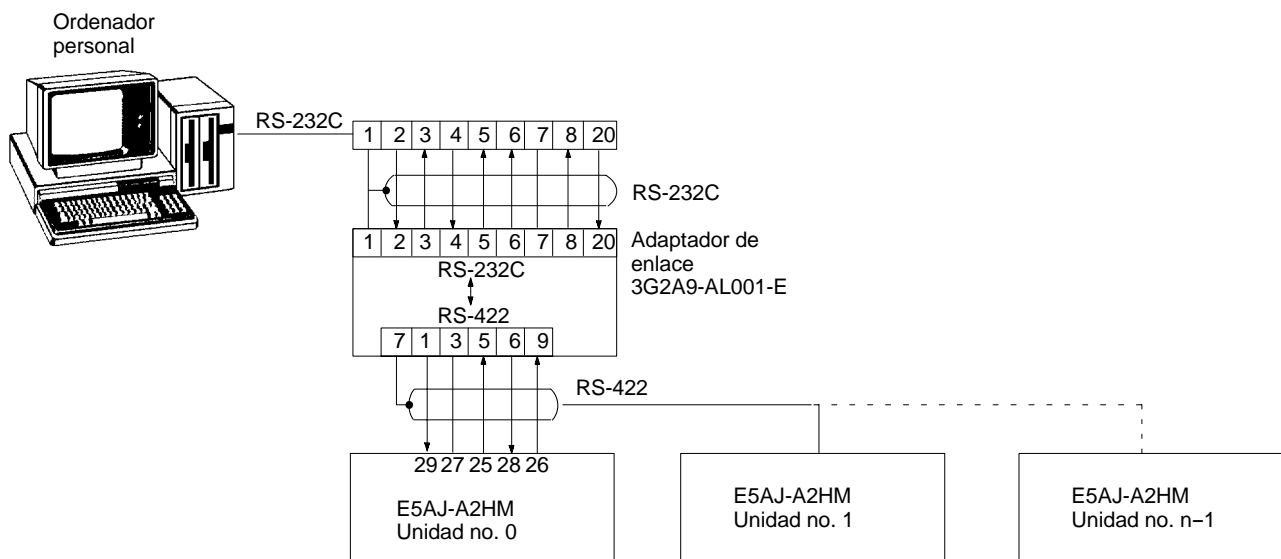 Ordenador
personal
RS-232C
1 2 3 4 5 6 7 8 20
RS-232C
1 2 3 4 5 6 7 8 20
Adaptador de
enlace
3G2A9-AL001-E
RS-232C
RS-422
7 1 3 5 6 9
RS-422
29 27 25 28 26
E5AJ-A2HM
Unidad no. 0
E5AJ-A2HM
Unidad no. 1
E5AJ-A2HM
Unidad no. n−1